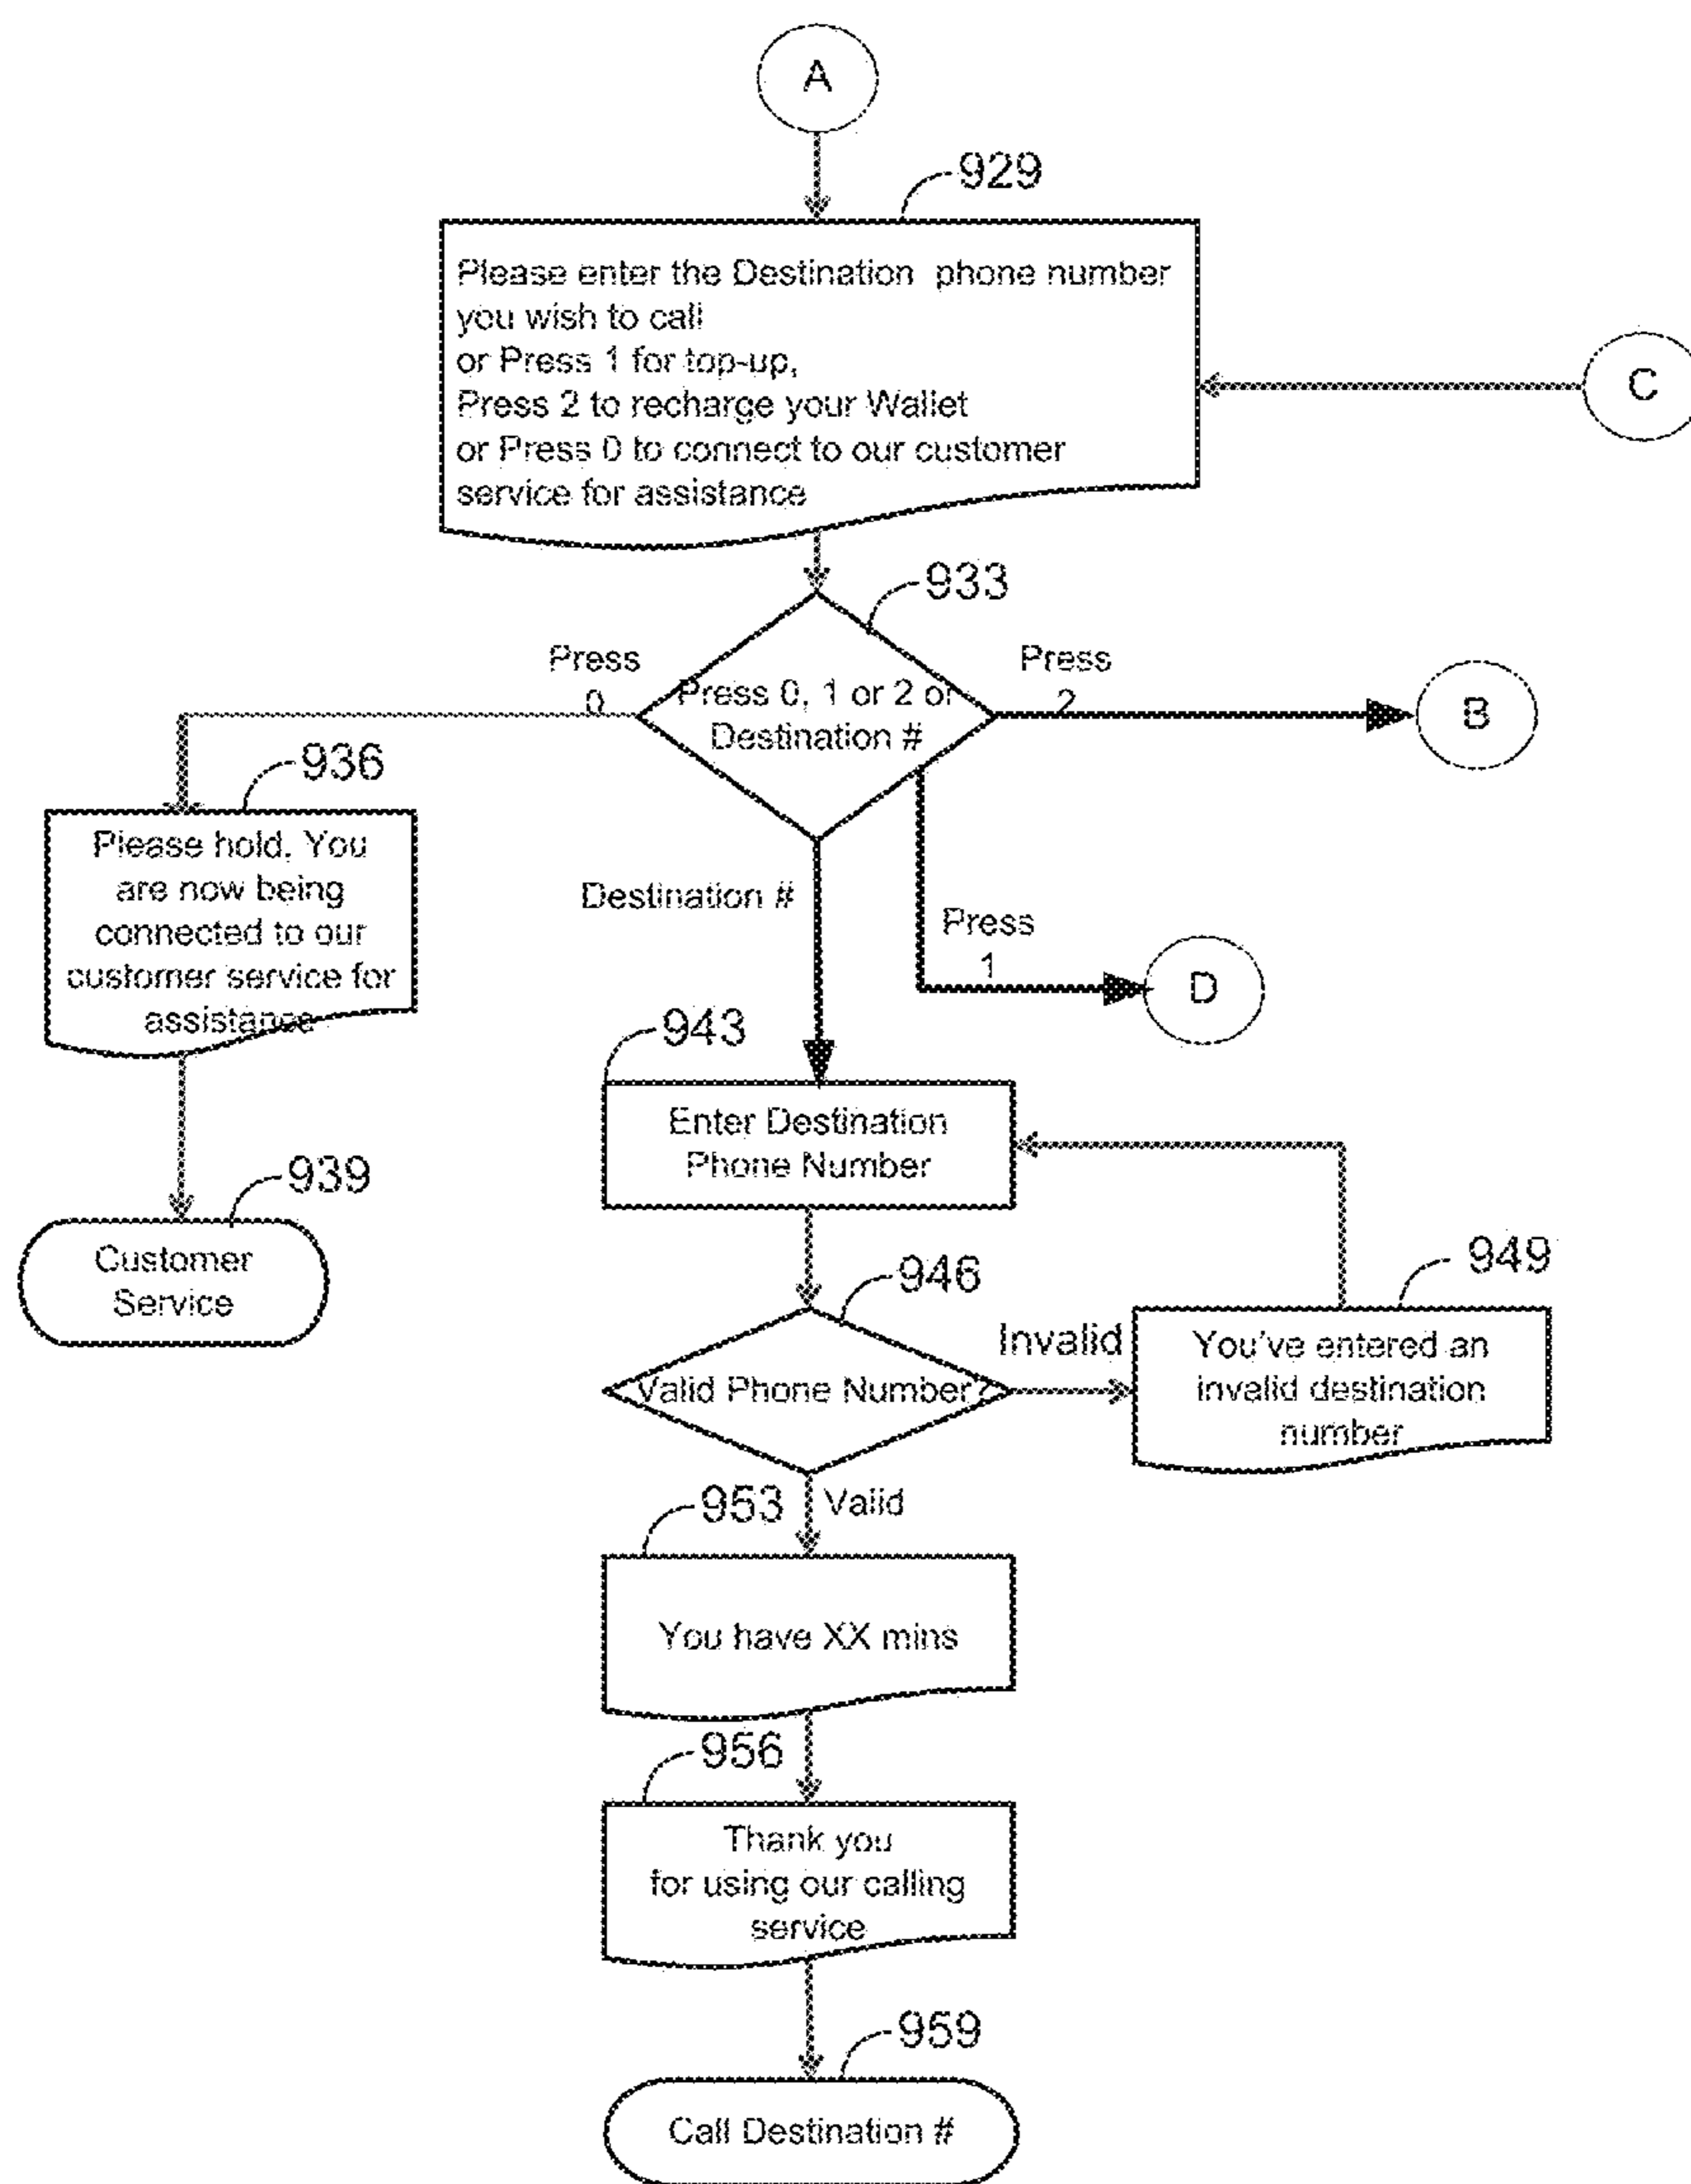 A
929
Please enter the Destination phone number
you wish to call
or Press 1 for top-up,
Press 2 to recharge your Wallet
or Press 0 to connect to our customer
service for assistance
C
933
Press
0
Press 0, 1 or 2 or
Destination #
Press
2
B
936
Please hold. You
are now being
connected to our
customer service for
assistance
Destination #
Press
1
D
943
Enter Destination
Phone Number
939
Customer
Service
946
Valid Phone Number?
Invalid
949
You've entered an
invalid destination
number
953
Valid
You have XX mins
956
Thank you
for using our calling
service
959
Call Destination #